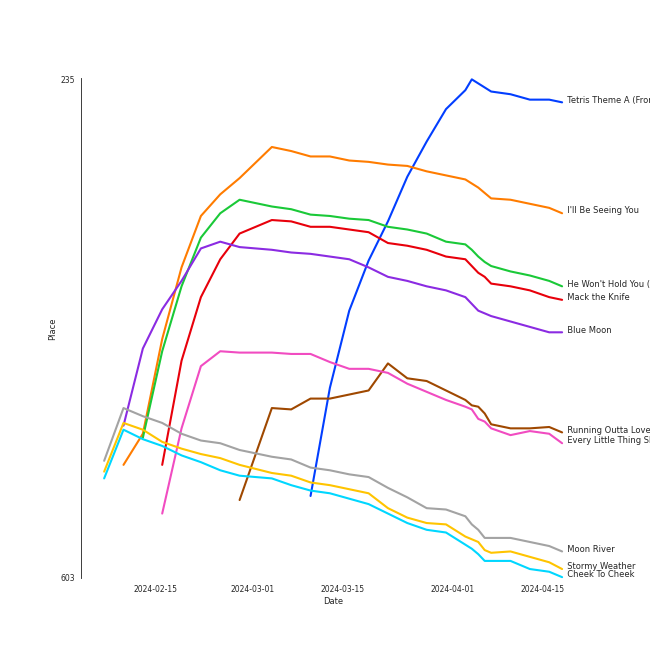 235
Tetris Theme A (Fro
I'll Be Seeing You
He Won't Hold You (
Mack the Knife
Blue Moon
Place
Running Outta Love
Every Little Thing S
Moon River
Stormy Weather
Cheek To Cheek
603
2024-02-15
2024-03-01
2024-03-15
2024-04-01
2024-04-15
Date